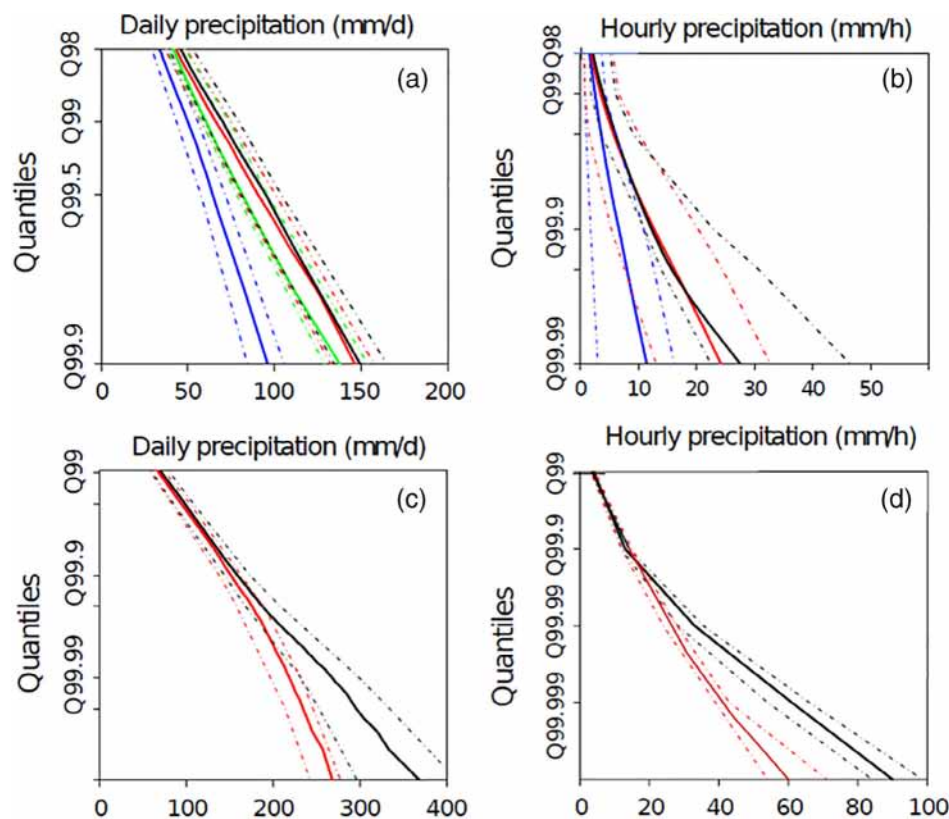 Daily precipitation (mm/d)
(a)
Quantiles
Q98
Q99
Q99.5
Q99.9
0 50 100 150 200
Hourly precipitation (mm/h)
(b)
Quantiles
Q98
Q99
Q99.9
Q99.99
0 10 20 30 40 50
Daily precipitation (mm/d)
(c)
Quantiles
Q99
Q99.9
Q99.99
0 100 200 300 400
Hourly precipitation (mm/h)
(d)
Quantiles
Q99
Q99.9
Q99.99
Q99.999
0 20 40 60 80 100